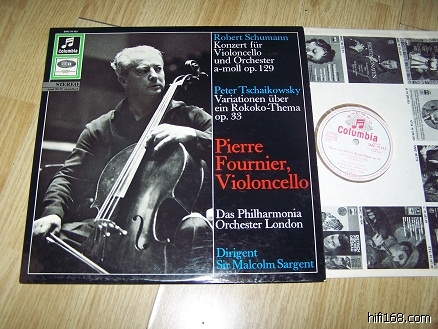 Columbia
STEREO
Robert Schumann
Konzert für
Violoncello
und Orchester
a-moll op. 129
Peter Tschaikowsky
Variationen über
ein Rokoko-Thema
op. 33
Pierre
Fournier,
Violoncello
Das Philharmonia
Orchester London
Dirigent
Sir Malcolm Sargent
Columbia
hifi168.com